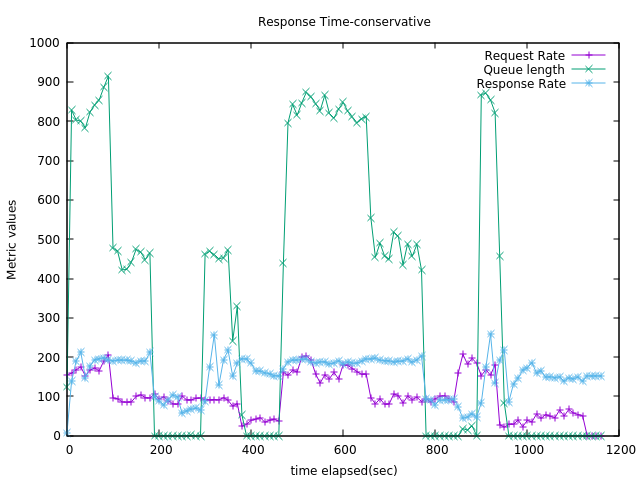 Response Time-conservative
1000
900
800
700
600
500
400
300
200
100
0
Metric values
Request Rate
Queue length
Response Rate
0 200 400 600 800 1000 1200
time elapsed(sec)